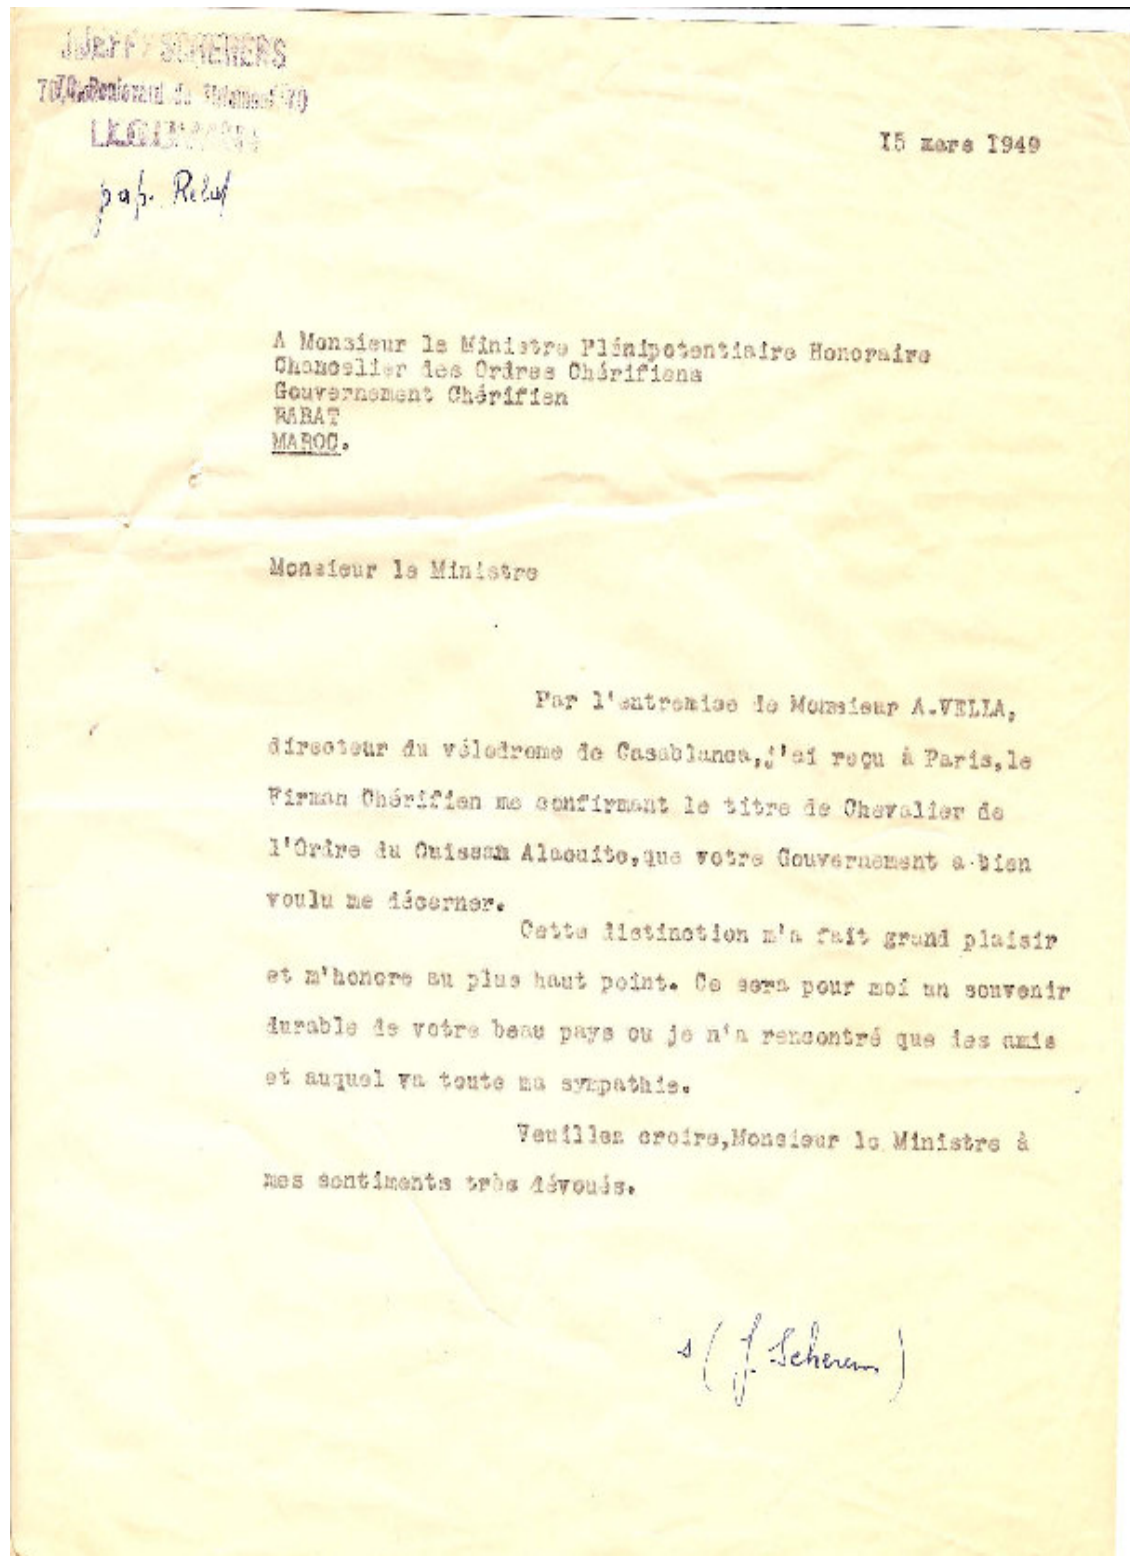 JEFF SCHERENS
15 mars 1949
pap.
A Monsieur le Ministre Plénipotentiaire Honoraire
Chancelier des Ordres Chérifiens
Gouvernement Chérifien
RABAT
MAROC.
Monsieur le Ministre
Par l'entremise de Monsieur A.VELLA,
directeur du vélodrome de Casablanca,j'ai reçu à Paris,le
Firman Chérifien me confirmant le titre de Chevalier de
l'Ordre du Ouissam Alaouite,que votre Gouvernement a bien
voulu me décerner.
Cette distinction m'a fait grand plaisir
et m'honore au plus haut point. Ce sera pour moi un souvenir
durable de votre beau pays ou je n'a rencontré que des amis
et auquel va toute ma sympathie.
Veuillez croire,Monsieur le Ministre à
mes sentiments très dévoués.
s (J. Scherens)